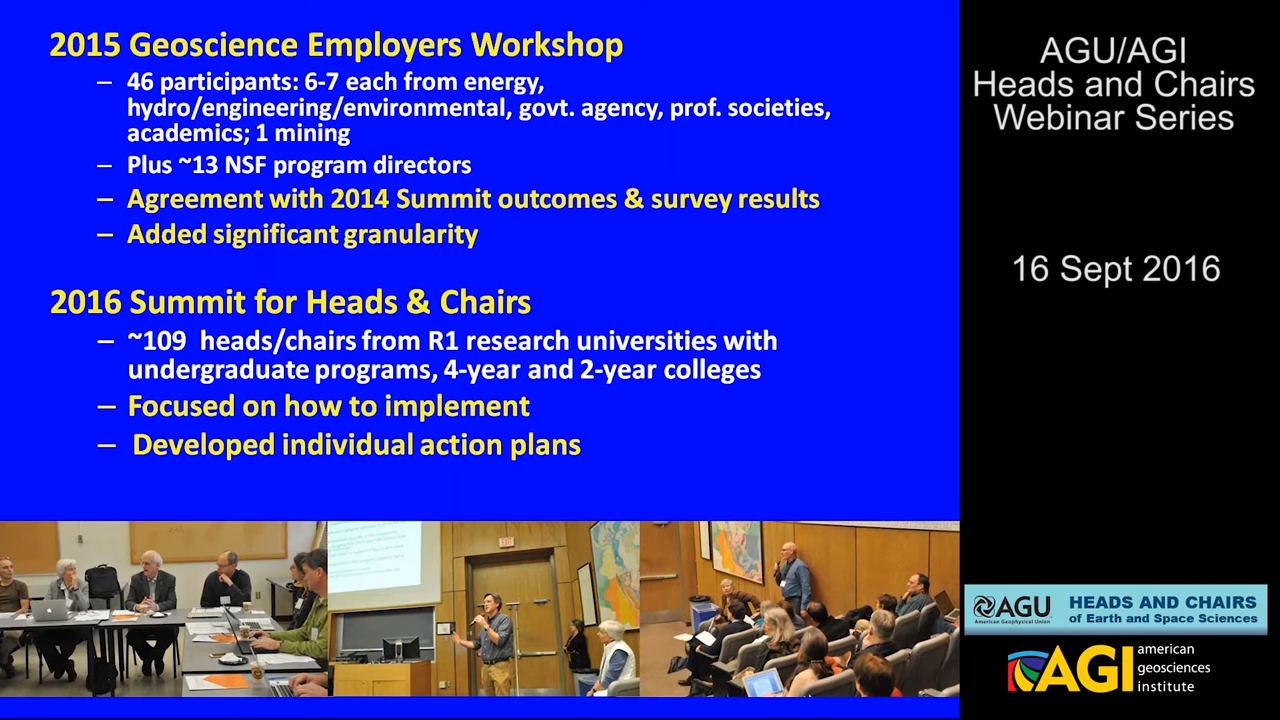 2015 Geoscience Employers Workshop
– 46 participants: 6-7 each from energy,
hydro/engineering/environmental, govt. agency, prof. societies,
academics; 1 mining
– Plus ~13 NSF program directors
– Agreement with 2014 Summit outcomes & survey results
– Added significant granularity
2016 Summit for Heads & Chairs
– ~109 heads/chairs from R1 research universities with
undergraduate programs, 4-year and 2-year colleges
– Focused on how to implement
– Developed individual action plans
AGU/AGI
Heads and Chairs
Webinar Series
16 Sept 2016
AGU
American Geophysical Union
HEADS AND CHAIRS
of Earth and Space Sciences
AGI
american
geosciences
institute
EXIT